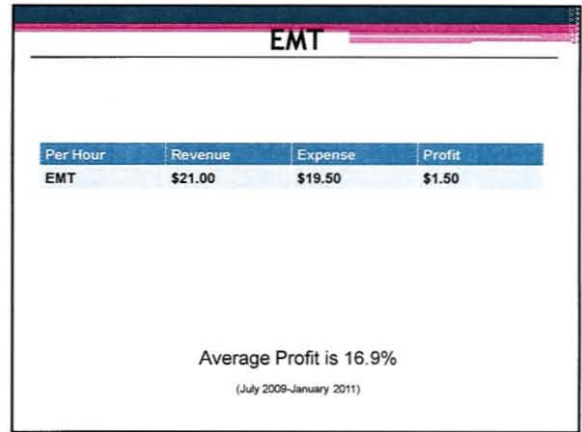 EMT
Per Hour Revenue Expense Profit
EMT $21.00 $19.50 $1.50
Average Profit is 16.9%
(July 2009-January 2011)